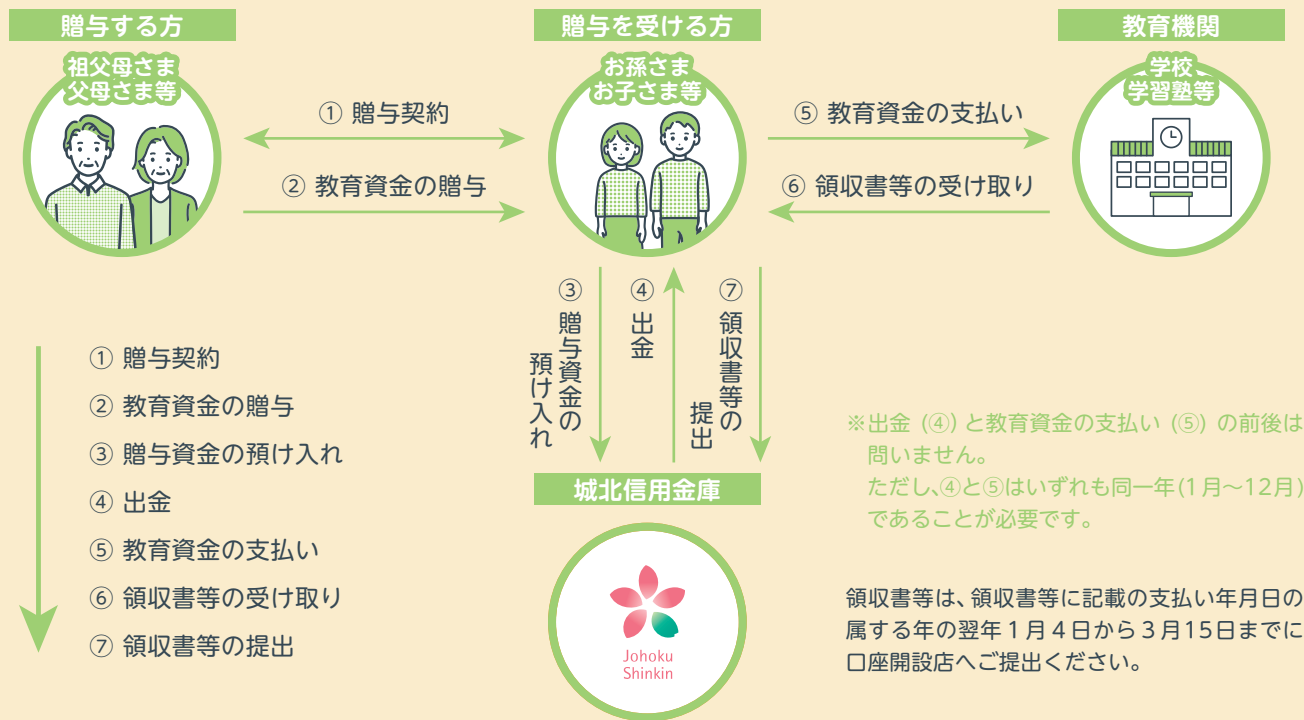 贈与する方
祖父母さま
父母さま等
① 贈与契約
② 教育資金の贈与
贈与を受ける方
お孫さま
お子さま等
⑤ 教育資金の支払い
⑥ 領収書等の受け取り
教育機関
学校
学習塾等
③ 贈与資金の
預け入れ
④ 出金
⑦ 領収書等の
提出
① 贈与契約
② 教育資金の贈与
③ 贈与資金の預け入れ
④ 出金
⑤ 教育資金の支払い
⑥ 領収書等の受け取り
⑦ 領収書等の提出
城北信用金庫
Johoku
Shinkin
※出金(④)と教育資金の支払い(⑤)の前後は
問いません。
ただし、④と⑤はいずれも同一年(1月～12月)
であることが必要です。
領収書等は、領収書等に記載の支払い年月日の
属する年の翌年1月4日から3月15日までに
口座開設店へご提出ください。